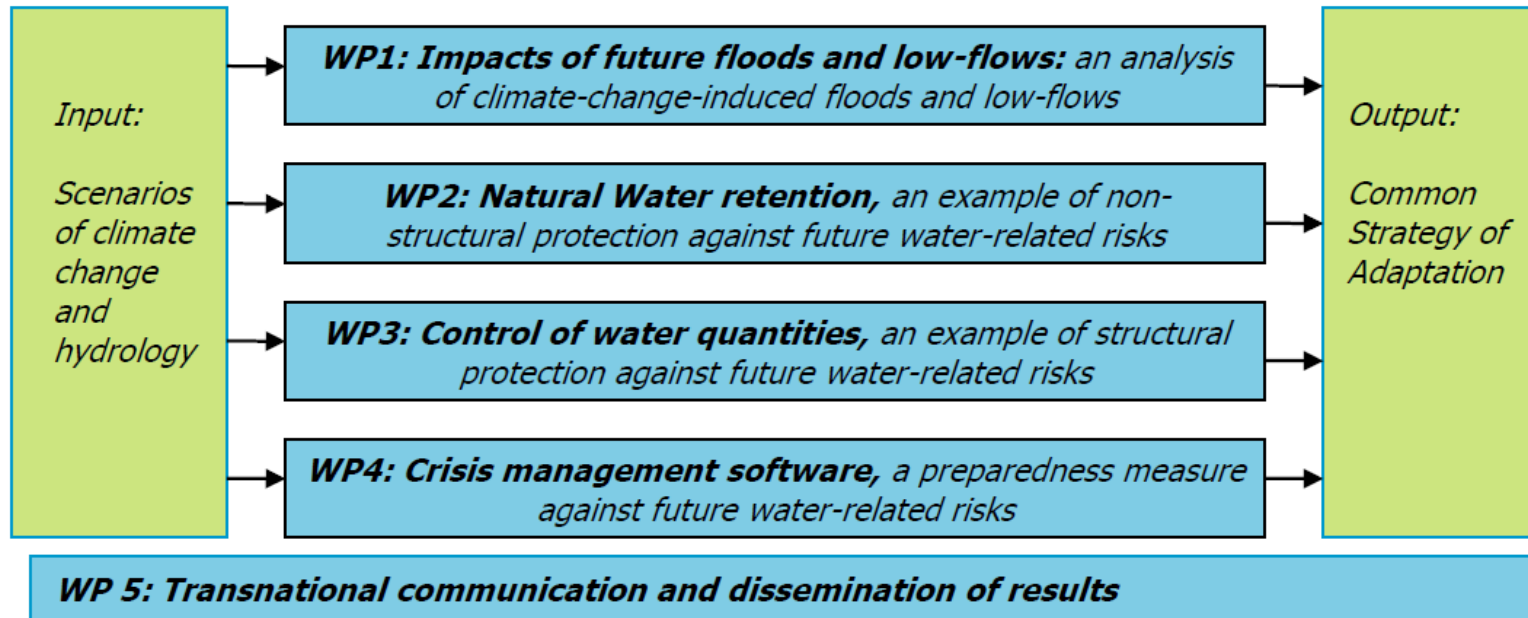 Input:
Scenarios
of climate
change
and
hydrology
WP1: Impacts of future floods and low-flows: an analysis
of climate-change-induced floods and low-flows
WP2: Natural Water retention, an example of non-
structural protection against future water-related risks
WP3: Control of water quantities, an example of structural
protection against future water-related risks
WP4: Crisis management software, a preparedness measure
against future water-related risks
Output:
Common
Strategy of
Adaptation
WP 5: Transnational communication and dissemination of results